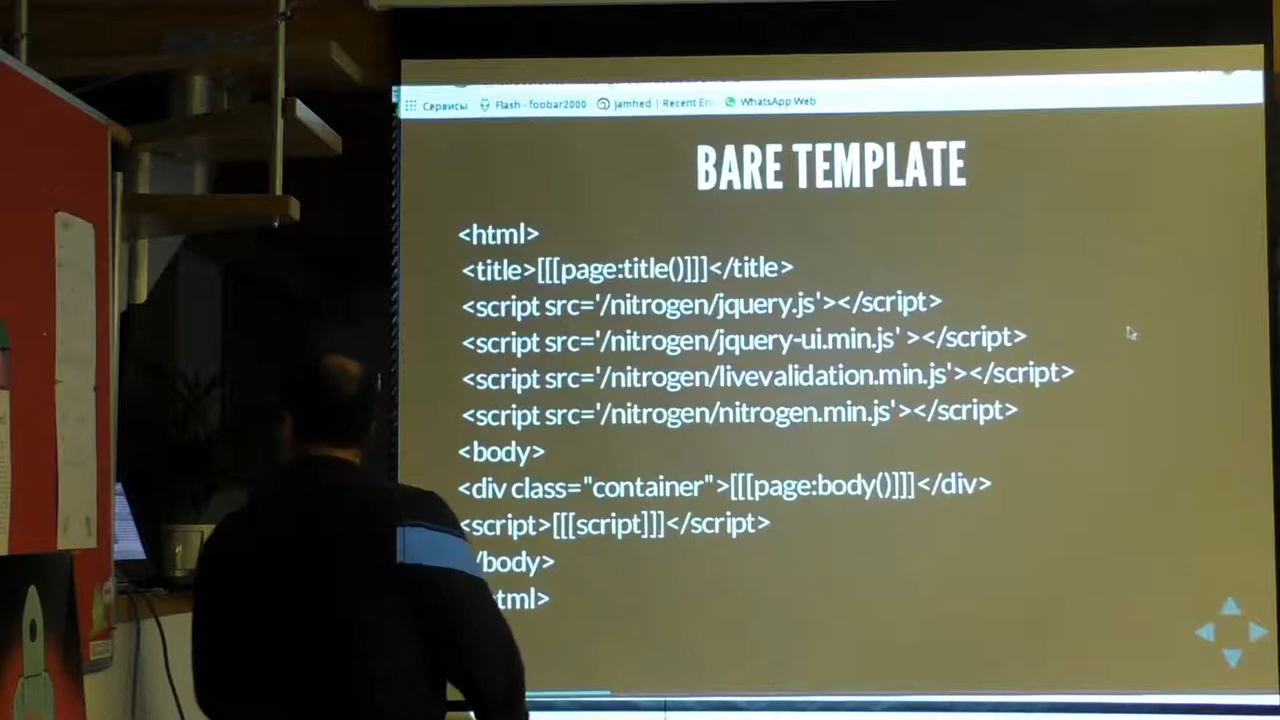 Сервисы Flash - foobar2000 jamhed | Recent En WhatsApp Web
BARE TEMPLATE
<html>
<title>[[[page:title()]]]</title>
<script src='/nitrogen/jquery.js'></script>
<script src='/nitrogen/jquery-ui.min.js' ></script>
<script src='/nitrogen/livevalidation.min.js'></script>
<script src='/nitrogen/nitrogen.min.js'></script>
<body>
<div class="container">[[[page:body()]]]</div>
<script>[[[script]]]</script>
/body>
tml>